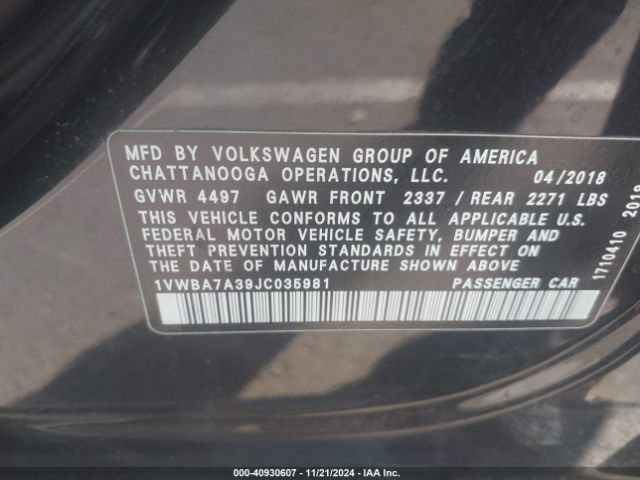 MFD BY VOLKSWAGEN GROUP OF AMERICA
CHATTANOOGA OPERATIONS, LLC. 04/2018
GVWR 4497 GAWR FRONT 2337 / REAR 2271 LBS
THIS VEHICLE CONFORMS TO ALL APPLICABLE U.S.
FEDERAL MOTOR VEHICLE SAFETY, BUMPER AND
THEFT PREVENTION STANDARDS IN EFFECT ON
THE DATE OF MANUFACTURE SHOWN ABOVE
1VWBA7A39JC035981 PASSENGER CAR
1710410 2018
© - 40930607 - 11/21/2024 - IAA Inc.